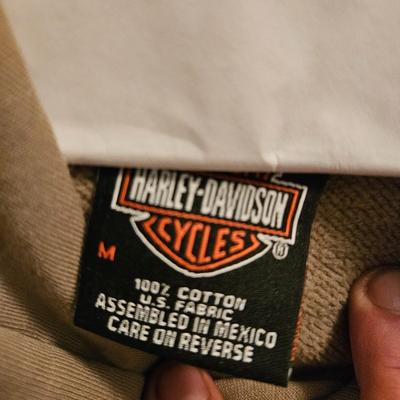 HARLEY-DAVIDSON
CYCLES
®
M
100% COTTON
U.S. FABRIC
ASSEMBLED IN MEXICO
CARE ON REVERSE